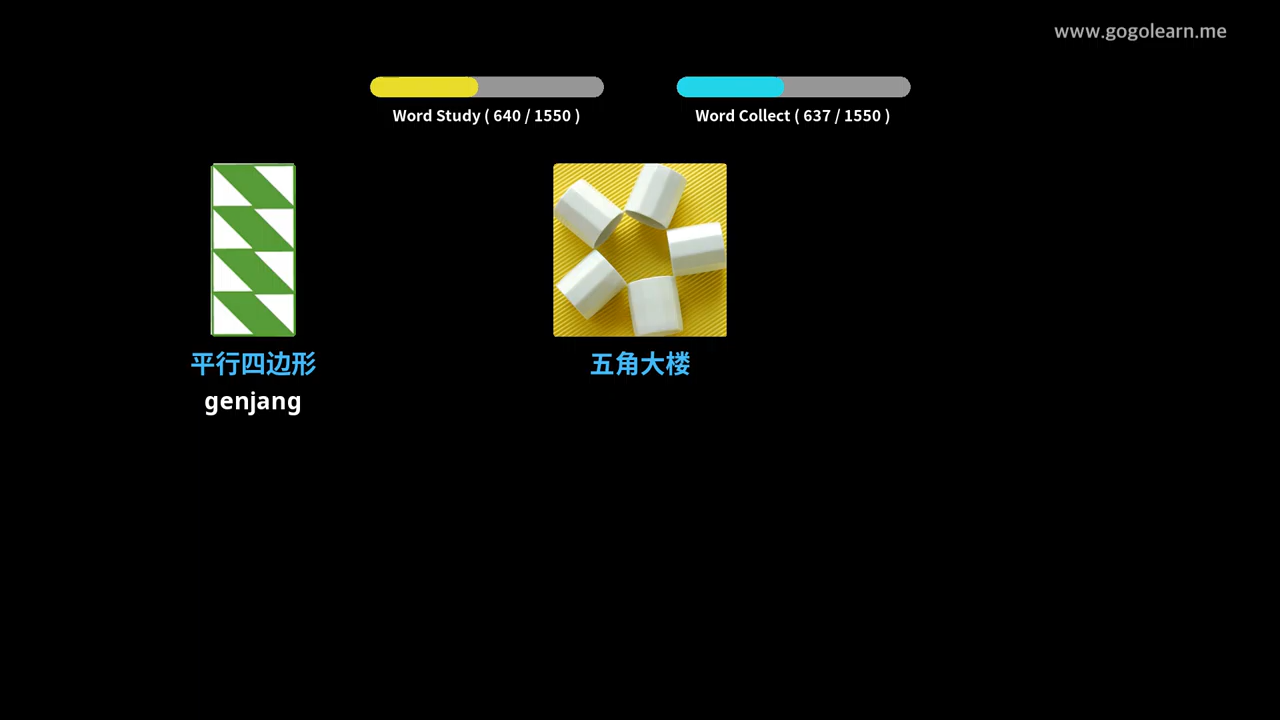 www.gogolearn.me
Word Study ( 640 / 1550 )
Word Collect ( 637 / 1550 )
平行四边形
五角大楼
genjang